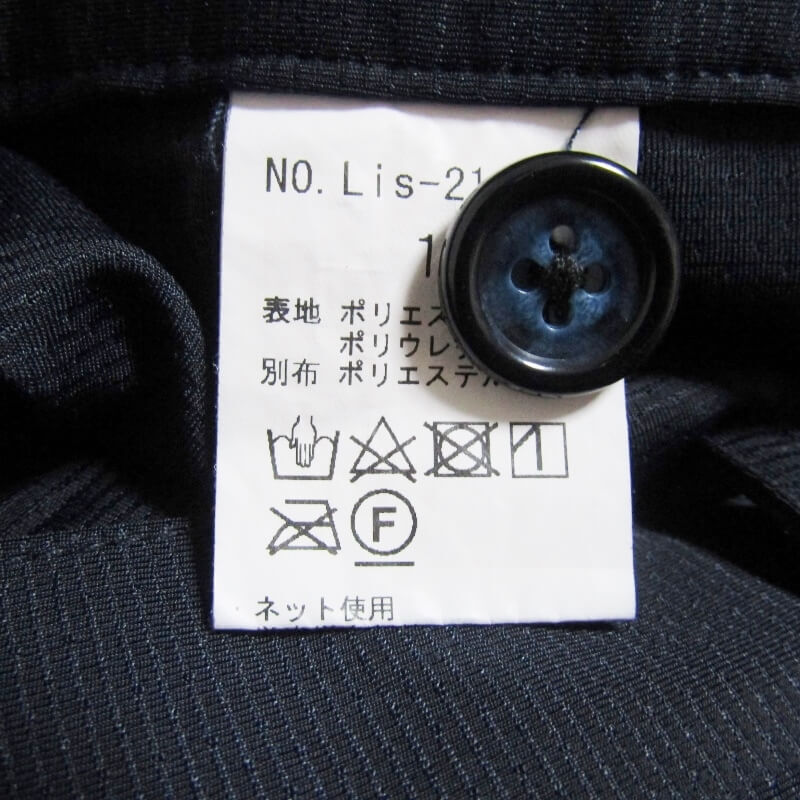 NO. Lis-21
表地 ポリエス
ポリウレ
別布 ポリエステル
F
ネット使用